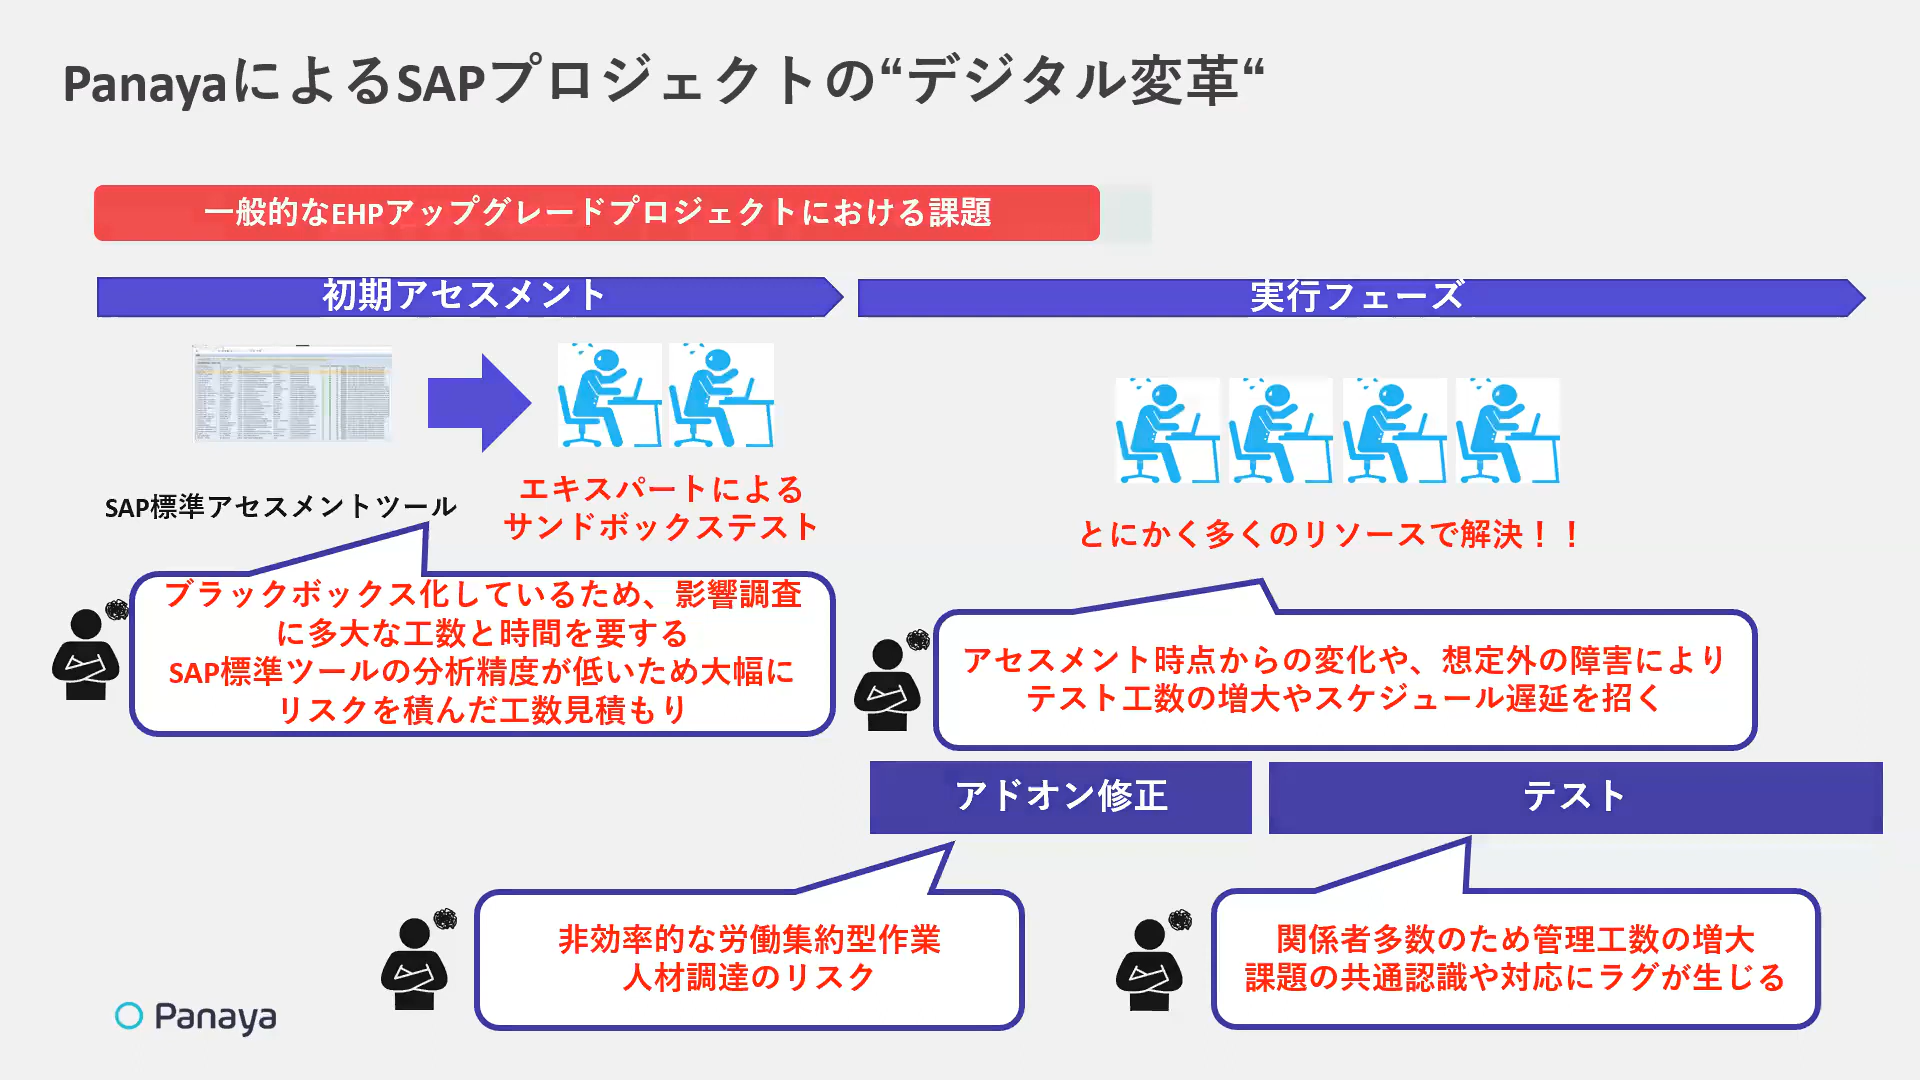 PanayaによるSAPプロジェクトの“デジタル変革“
一般的なEHPアップグレードプロジェクトにおける課題
初期アセスメント
実行フェーズ
SAP標準アセスメントツール
エキスパートによる
サンドボックステスト
とにかく多くのリソースで解決！！
ブラックボックス化しているため、影響調査
に多大な工数と時間を要する
SAP標準ツールの分析精度が低いため大幅に
リスクを積んだ工数見積もり
アセスメント時点からの変化や、想定外の障害により
テスト工数の増大やスケジュール遅延を招く
アドオン修正
テスト
非効率的な労働集約型作業
人材調達のリスク
関係者多数のため管理工数の増大
課題の共通認識や対応にラグが生じる
Panaya